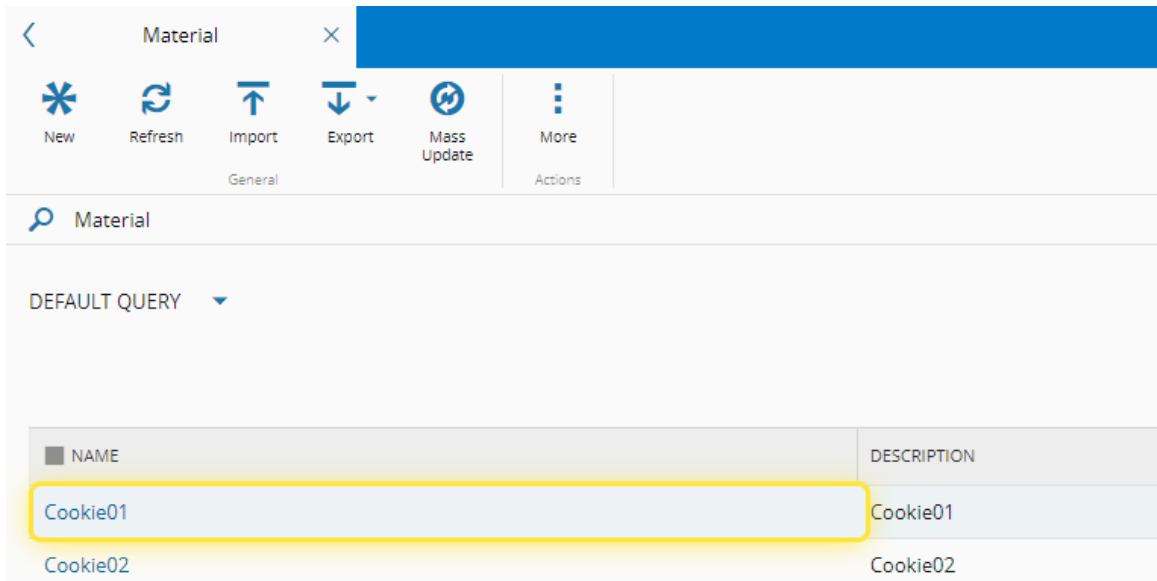 Material
New Refresh Import Export Mass Update More
General Actions
Material
DEFAULT QUERY
NAME DESCRIPTION
Cookie01 Cookie01
Cookie02 Cookie02